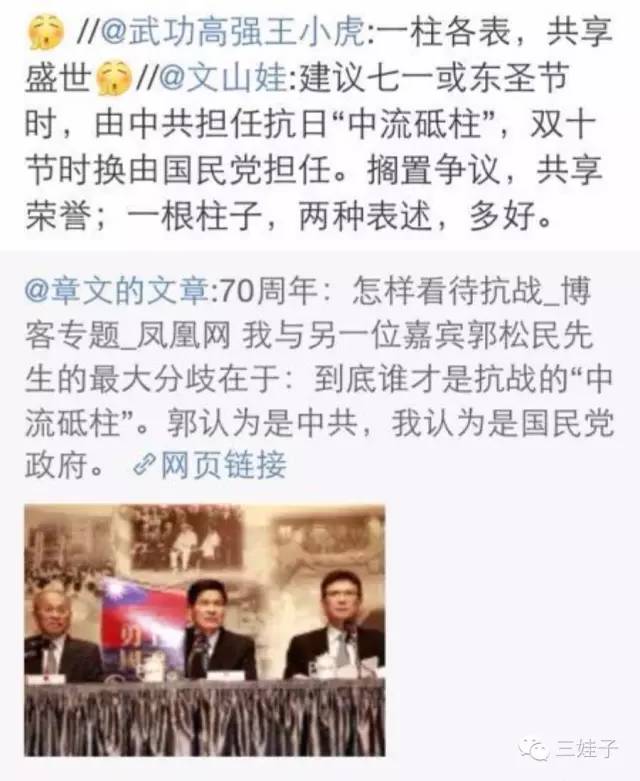 //@武功高强王小虎:一柱各表，共享
盛世//@文山娃:建议七一或东圣节
时，由中共担任抗日“中流砥柱”，双十
节时换由国民党担任。搁置争议，共享
荣誉；一根柱子，两种表述，多好。
@章文的文章:70周年：怎样看待抗战_博
客专题_凤凰网 我与另一位嘉宾郭松民先
生的最大分歧在于：到底谁才是抗战的“中
流砥柱”。郭认为是中共，我认为是国民党
政府。 网页链接
三娃子